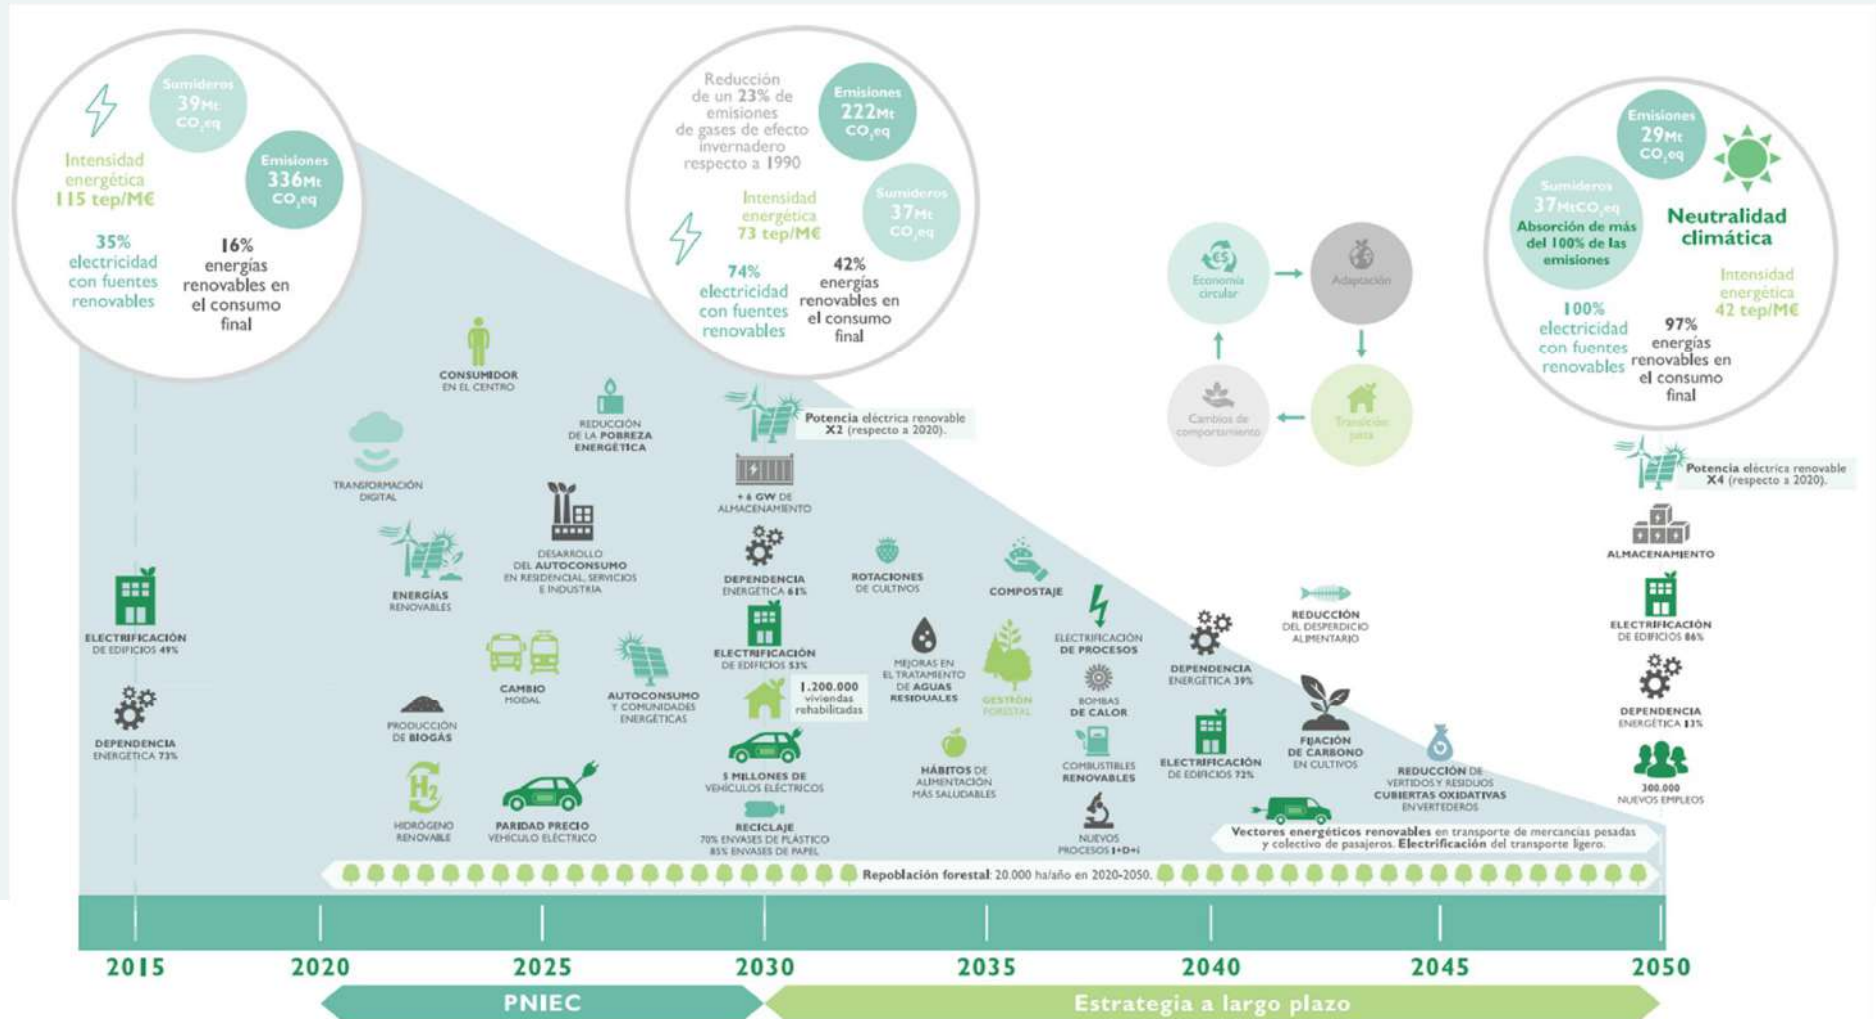 Sumideros
39Mt
CO₂eq
Emisiones
336Mt
CO₂eq
Intensidad
energética
115 tep/M€
35%
electricidad
con fuentes
renovables
16%
energías
renovables en
el consumo
final
Reducción
de un 23% de
emisiones
de gases de efecto
invernadero
respecto a 1990
Emisiones
222Mt
CO₂eq
Intensidad
energética
73 tep/M€
Sumideros
37Mt
CO₂eq
74%
electricidad
con fuentes
renovables
42%
energías
renovables en
el consumo
final
Economía
circular
Adaptación
Cambios de
comportamiento
Transición
justa
Emisiones
29Mt
CO₂eq
Sumideros
37MtCO₂eq
Absorción de más
del 100% de las
emisiones
Neutralidad
climática
Intensidad
energética
42 tep/M€
100%
electricidad
con fuentes
renovables
97%
energías
renovables en
el consumo
final
ELECTRIFICACIÓN
DE EDIFICIOS 49%
DEPENDENCIA
ENERGÉTICA 73%
CONSUMIDOR
EN EL CENTRO
TRANSFORMACIÓN
DIGITAL
REDUCCIÓN
DE LA POBREZA
ENERGÉTICA
ENERGÍAS
RENOVABLES
DESARROLLO
DEL AUTOCONSUMO
EN RESIDENCIAL, SERVICIOS
E INDUSTRIA
CAMBIO
MODAL
AUTOCONSUMO
Y COMUNIDADES
ENERGÉTICAS
PRODUCCIÓN
DE BIOGÁS
H₂
HIDRÓGENO
RENOVABLE
PARIDAD PRECIO
VEHÍCULO ELÉCTRICO
Potencia eléctrica renovable
X2 (respecto a 2020).
+ 6 GW DE
ALMACENAMIENTO
DEPENDENCIA
ENERGÉTICA 61%
ELECTRIFICACIÓN
DE EDIFICIOS 53%
1.200.000
viviendas
rehabilitadas
5 MILLONES DE
VEHÍCULOS ELÉCTRICOS
RECICLAJE
70% ENVASES DE PLÁSTICO
85% ENVASES DE PAPEL
ROTACIONES
DE CULTIVOS
MEJORAS EN
EL TRATAMIENTO
DE AGUAS
RESIDUALES
HÁBITOS DE
ALIMENTACIÓN
MÁS SALUDABLES
COMPOSTAJE
GESTIÓN
FORESTAL
ELECTRIFICACIÓN
DE PROCESOS
BOMBAS
DE CALOR
COMBUSTIBLES
RENOVABLES
NUEVOS
PROCESOS I+D+i
DEPENDENCIA
ENERGÉTICA 39%
ELECTRIFICACIÓN
DE EDIFICIOS 72%
REDUCCIÓN
DEL DESPERDICIO
ALIMENTARIO
FIJACIÓN
DE CARBONO
EN CULTIVOS
REDUCCIÓN DE
VERTIDOS Y RESIDUOS
CUBIERTAS OXIDATIVAS
EN VERTEDEROS
Potencia eléctrica renovable
X4 (respecto a 2020).
ALMACENAMIENTO
ELECTRIFICACIÓN
DE EDIFICIOS 86%
DEPENDENCIA
ENERGÉTICA 13%
300.000
NUEVOS EMPLEOS
Vectores energéticos renovables en transporte de mercancías pesadas
y colectivo de pasajeros. Electrificación del transporte ligero.
Repoblación forestal: 20.000 ha/año en 2020-2050.
2015 2020 2025 2030 2035 2040 2045 2050
PNIEC Estrategia a largo plazo